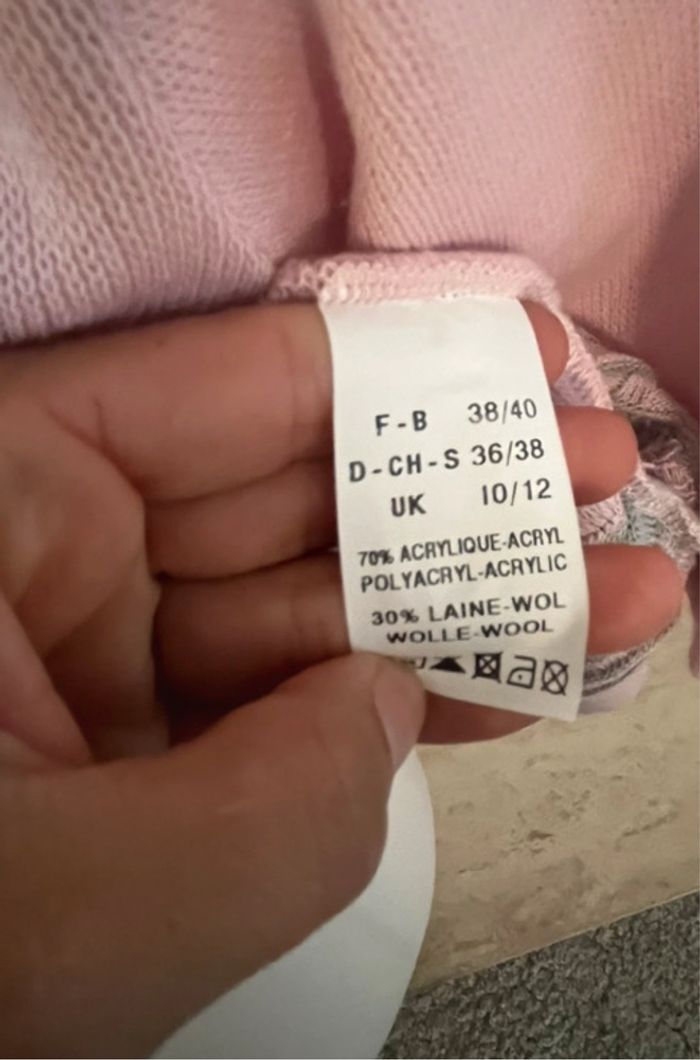 F-B 38/40
D-CH-S 36/38
UK 10/12
70% ACRYLIQUE-ACRYL
POLYACRYL-ACRYLIC
30% LAINE-WOL
WOLLE-WOOL